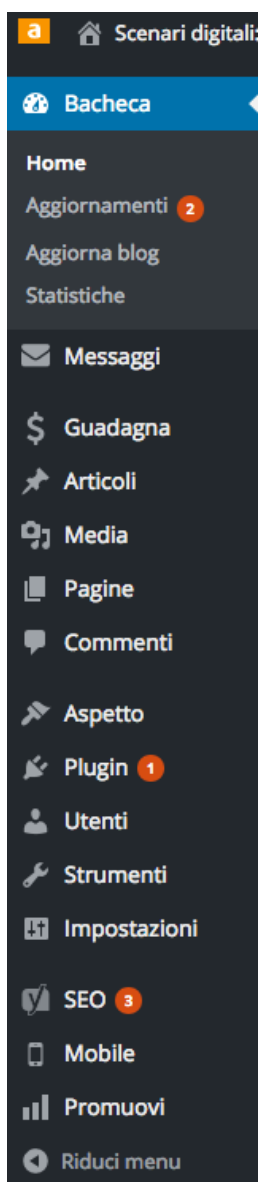 a Scenari digitali:
Bacheca
Home
Aggiornamenti 2
Aggiorna blog
Statistiche
Messaggi
Guadagna
Articoli
Media
Pagine
Commenti
Aspetto
Plugin 1
Utenti
Strumenti
Impostazioni
SEO 3
Mobile
Promuovi
Riduci menu